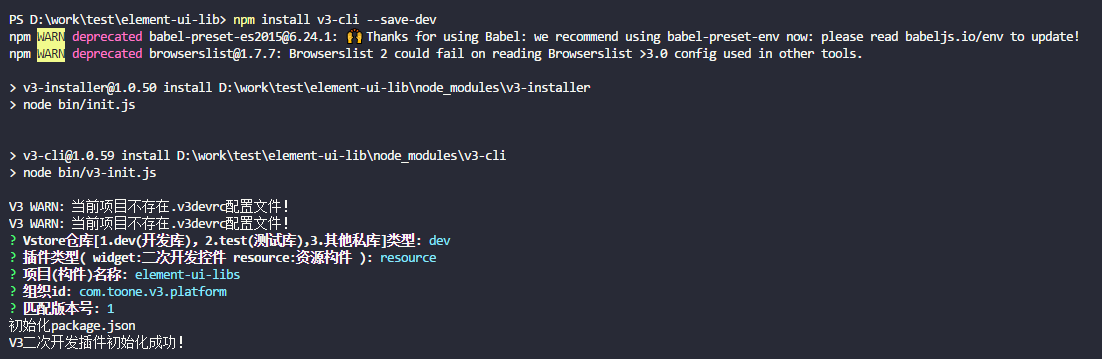 PS D:\work\test\element-ui-lib> npm install v3-cli --save-dev
npm WARN deprecated babel-preset-es2015@6.24.1: 🙌 Thanks for using Babel: we recommend using babel-preset-env now: please read babeljs.io/env to update!
npm WARN deprecated browserslist@1.7.7: Browserslist 2 could fail on reading Browserslist >3.0 config used in other tools.
> v3-installer@1.0.50 install D:\work\test\element-ui-lib\node_modules\v3-installer
> node bin/init.js
> v3-cli@1.0.59 install D:\work\test\element-ui-lib\node_modules\v3-cli
> node bin/v3-init.js
V3 WARN: 当前项目不存在.v3devrc配置文件!
V3 WARN: 当前项目不存在.v3devrc配置文件!
? Vstore仓库[1.dev(开发库), 2.test(测试库),3.其他私库]类型: dev
? 插件类型( widget:二次开发控件 resource:资源构件 ): resource
? 项目(构件)名称: element-ui-libs
? 组织id: com.toone.v3.platform
? 匹配版本号: 1
初始化package.json
V3二次开发插件初始化成功!